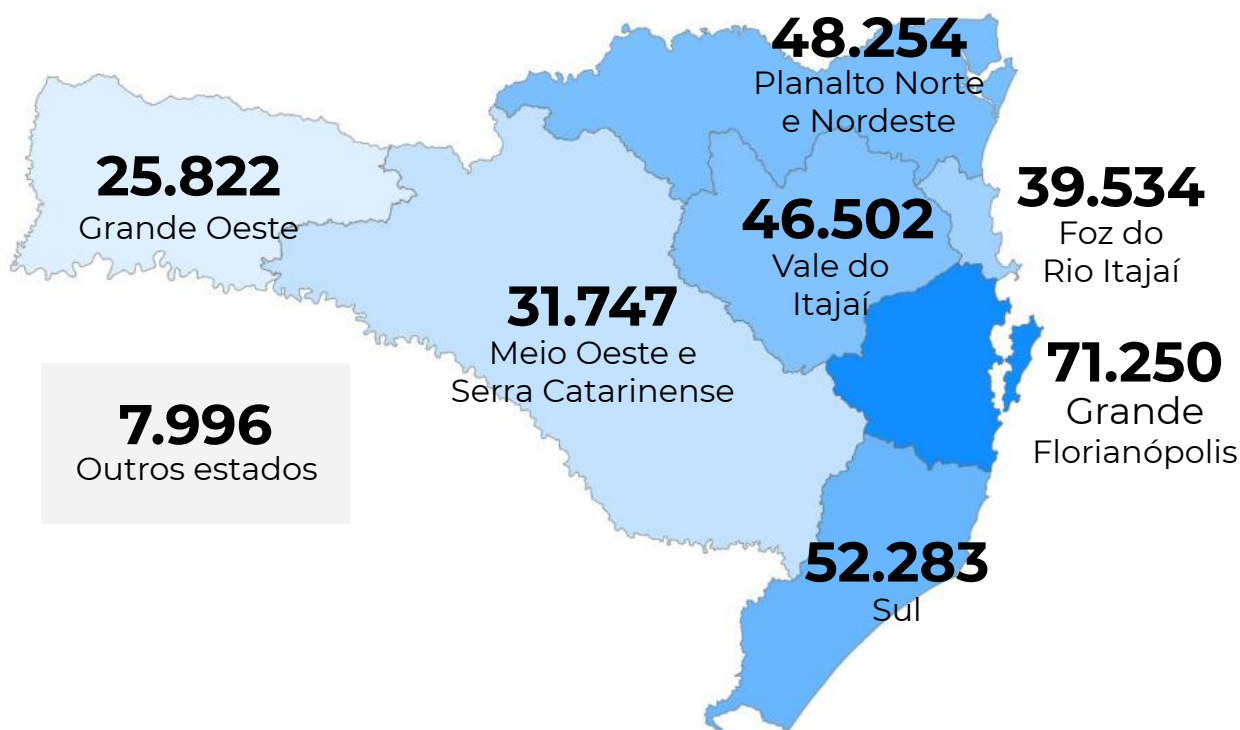 48.254
Planalto Norte
e Nordeste
25.822
Grande Oeste
39.534
Foz do
Rio Itajaí
46.502
Vale do
Itajaí
31.747
Meio Oeste e
Serra Catarinense
71.250
Grande
Florianópolis
7.996
Outros estados
52.283
Sul